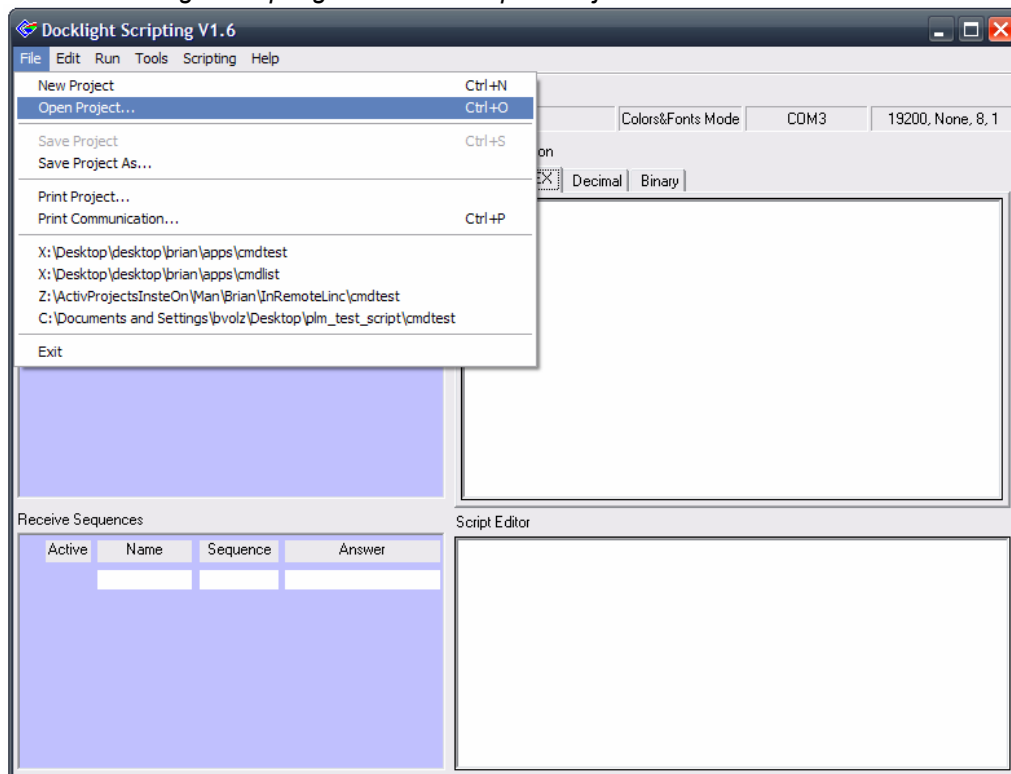 Docklight Scripting V1.6
File Edit Run Tools Scripting Help
New Project Ctrl+N
Open Project... Ctrl+O
Colors&Fonts Mode COM3 19200, None, 8, 1
Save Project Ctrl+S
on
Save Project As...
EX Decimal Binary
Print Project...
Print Communication... Ctrl+P
X:\Desktop\desktop\brian\apps\cmdtest
X:\Desktop\desktop\brian\apps\cmdlist
Z:\ActivProjectsInsteOn\Man\Brian\InRemoteLinc\cmdtest
C:\Documents and Settings\bvolz\Desktop\plm_test_script\cmdtest
Exit
Receive Sequences
Script Editor
Active Name Sequence Answer